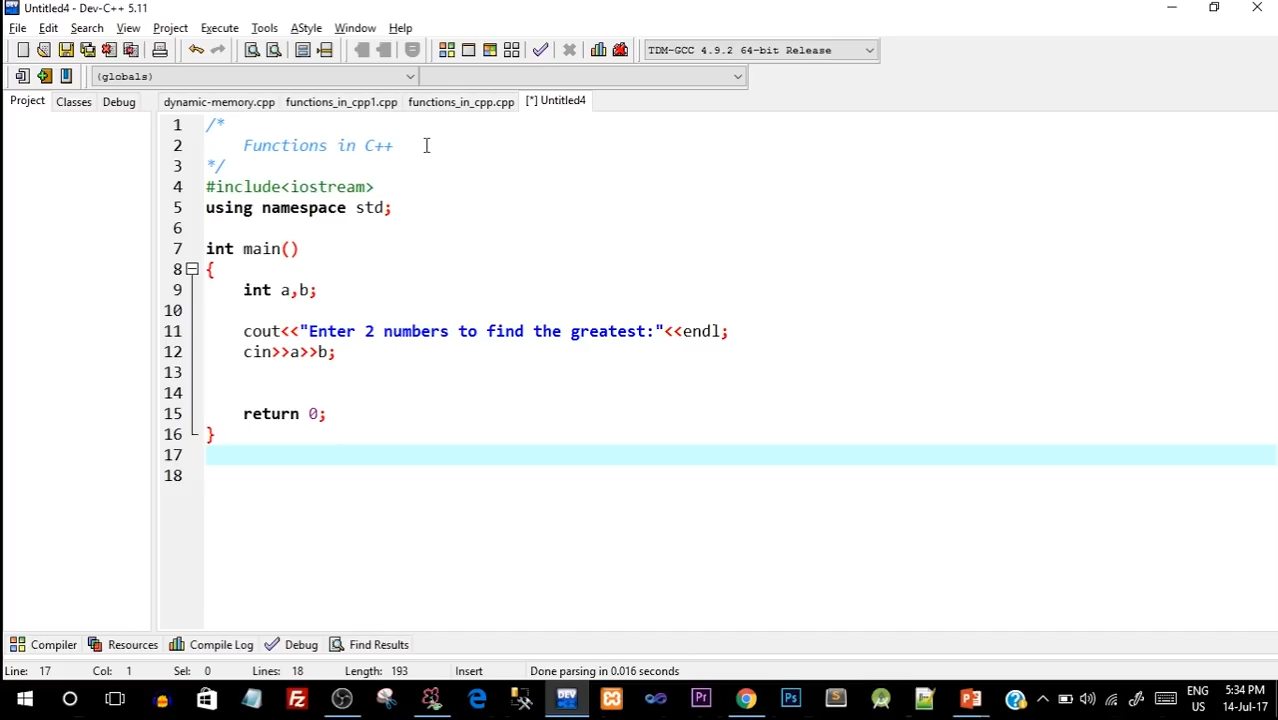 Untitled4 - Dev-C++ 5.11
File Edit Search View Project Execute Tools AStyle Window Help
TDM-GCC 4.9.2 64-bit Release
(globals)
Project Classes Debug dynamic-memory.cpp functions_in_cpp1.cpp functions_in_cpp.cpp [*] Untitled4
1 /*
2 Functions in C++
3 */
4 #include<iostream>
5 using namespace std;
6
7 int main()
8 {
9 int a,b;
10
11 cout<<"Enter 2 numbers to find the greatest:"<<endl;
12 cin>>a>>b;
13
14
15 return 0;
16 }
17
18
Compiler Resources Compile Log Debug Find Results
Line: 17 Col: 1 Sel: 0 Lines: 18 Length: 193 Insert Done parsing in 0.016 seconds
DEV Pr Ps S ENG 5:34 PM
US 14-Jul-17